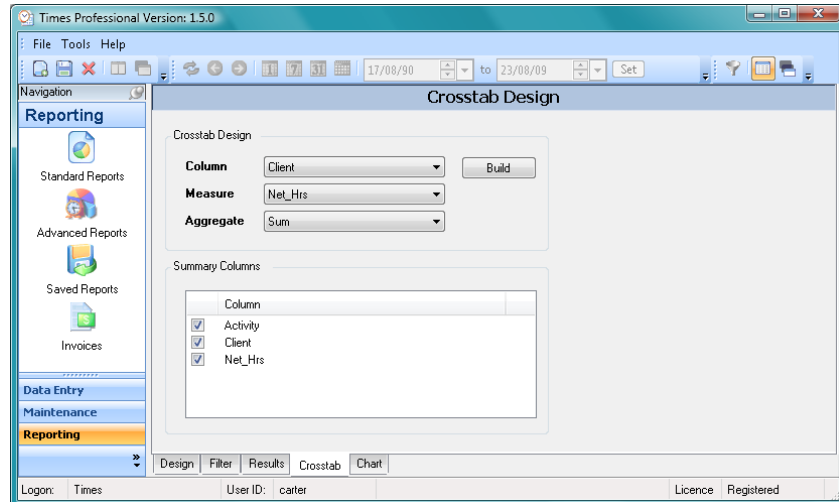 Times Professional Version: 1.5.0
File Tools Help
1 7 31 17/08/90 to 23/08/09 Set
Navigation
Crosstab Design
Reporting
Standard Reports
Advanced Reports
Saved Reports
Invoices
Data Entry
Maintenance
Reporting
Crosstab Design
Column Client Build
Measure Net_Hrs
Aggregate Sum
Summary Columns
Column
Activity
Client
Net_Hrs
Design Filter Results Crosstab Chart
Logon: Times User ID: carter Licence Registered